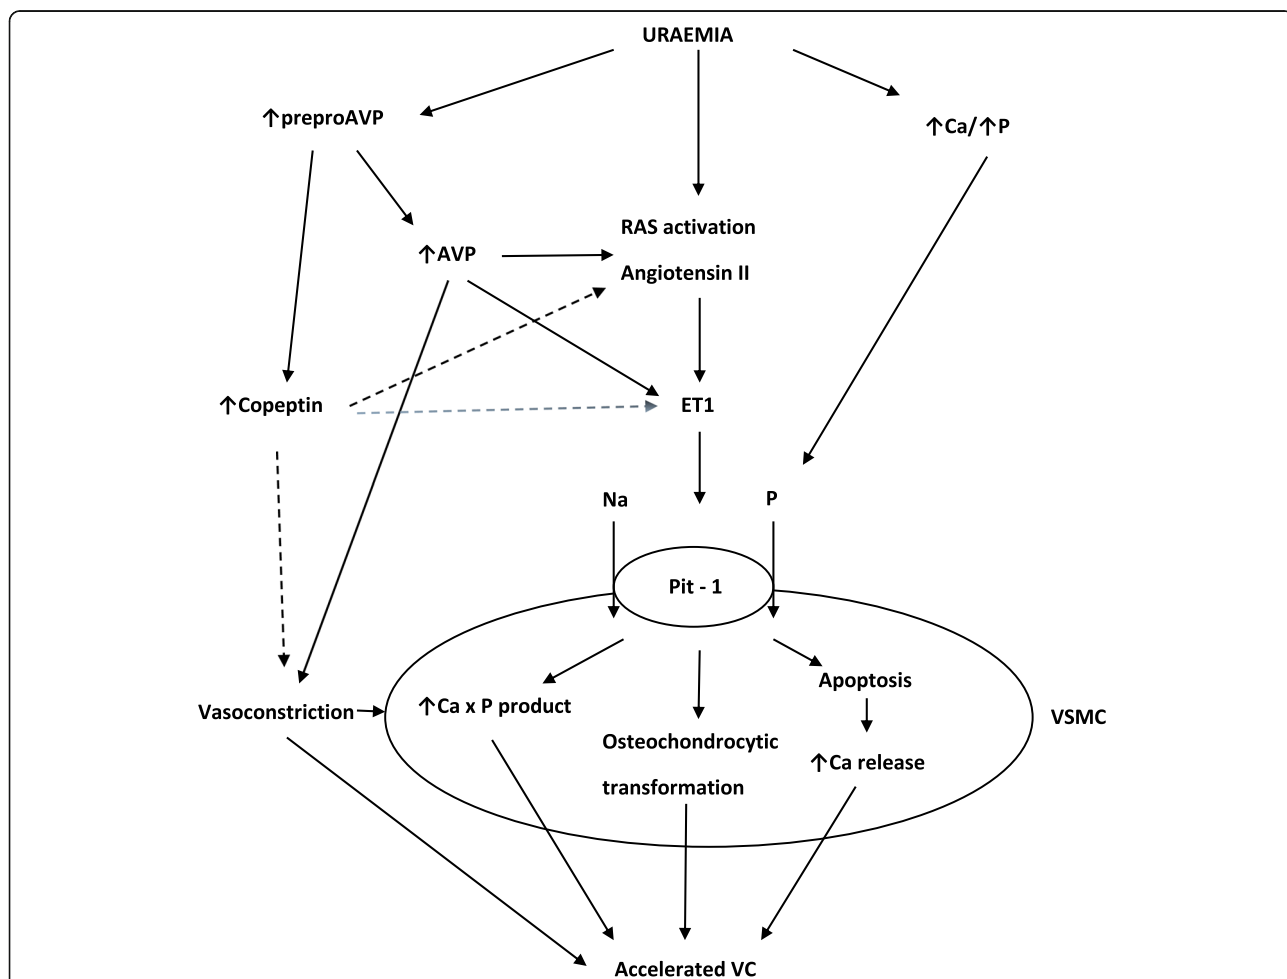 URAEMIA
↑preproAVP
↑Ca/↑P
RAS activation
↑AVP
Angiotensin II
↑Copeptin
ET1
Na
P
Pit - 1
Apoptosis
Vasoconstriction
↑Ca x P product
VSMC
Osteochondrocytic
transformation
↑Ca release
Accelerated VC